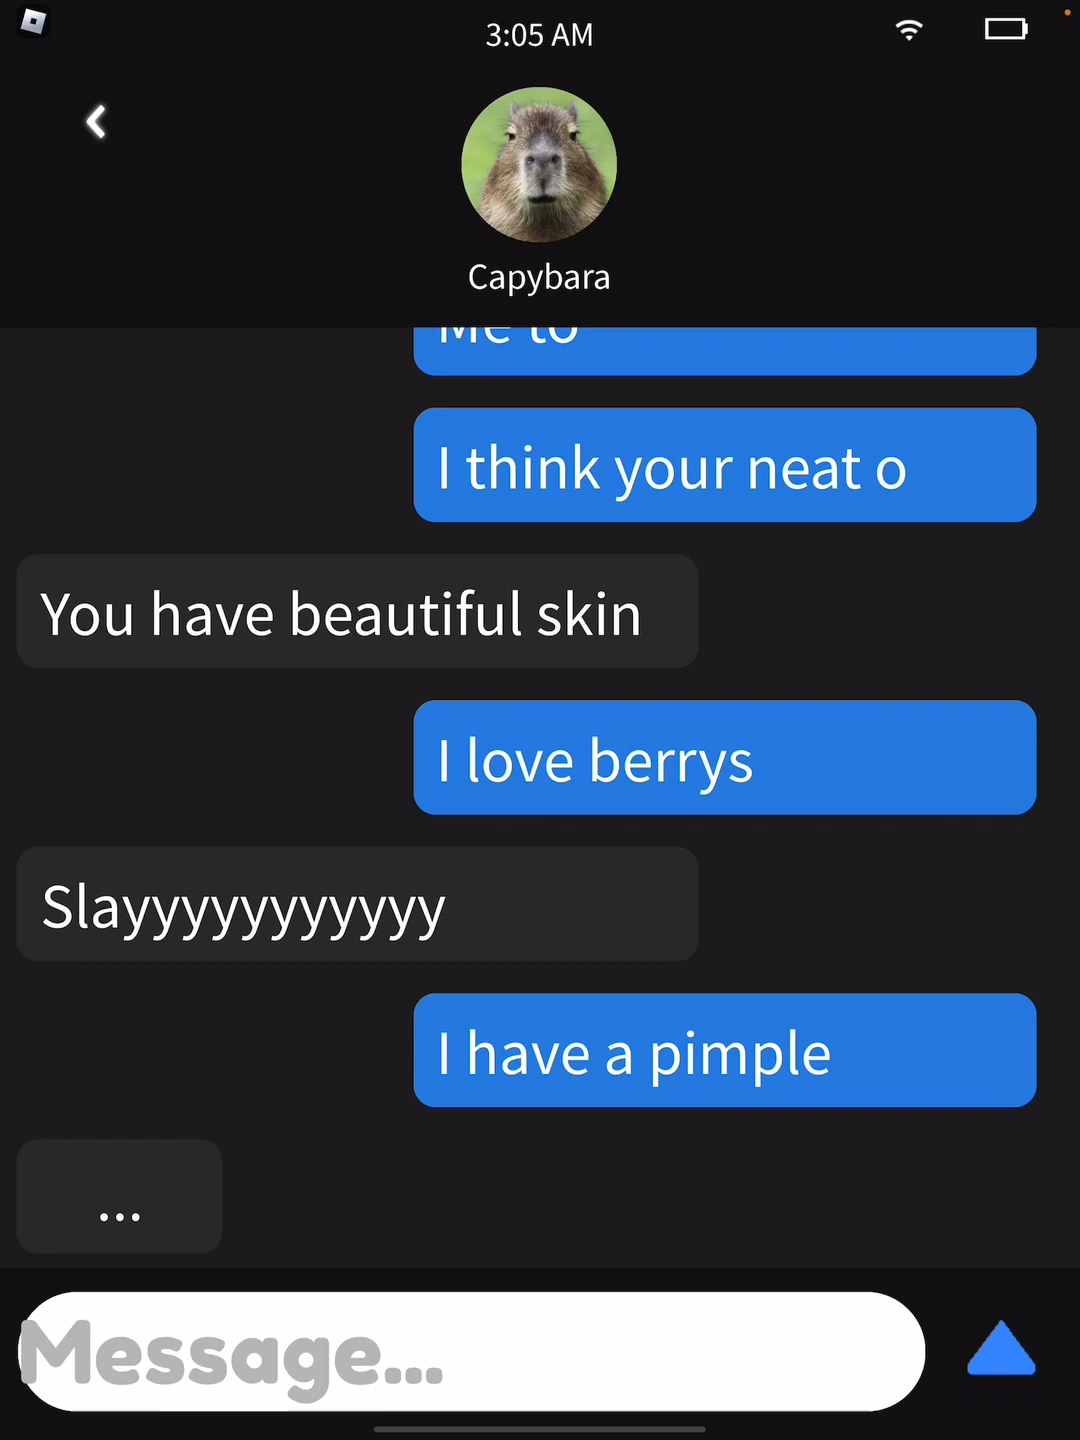 3:05 AM
Capybara
Me to
I think your neat o
You have beautiful skin
I love berrys
Slayyyyyyyyyyy
I have a pimple
...
Message...